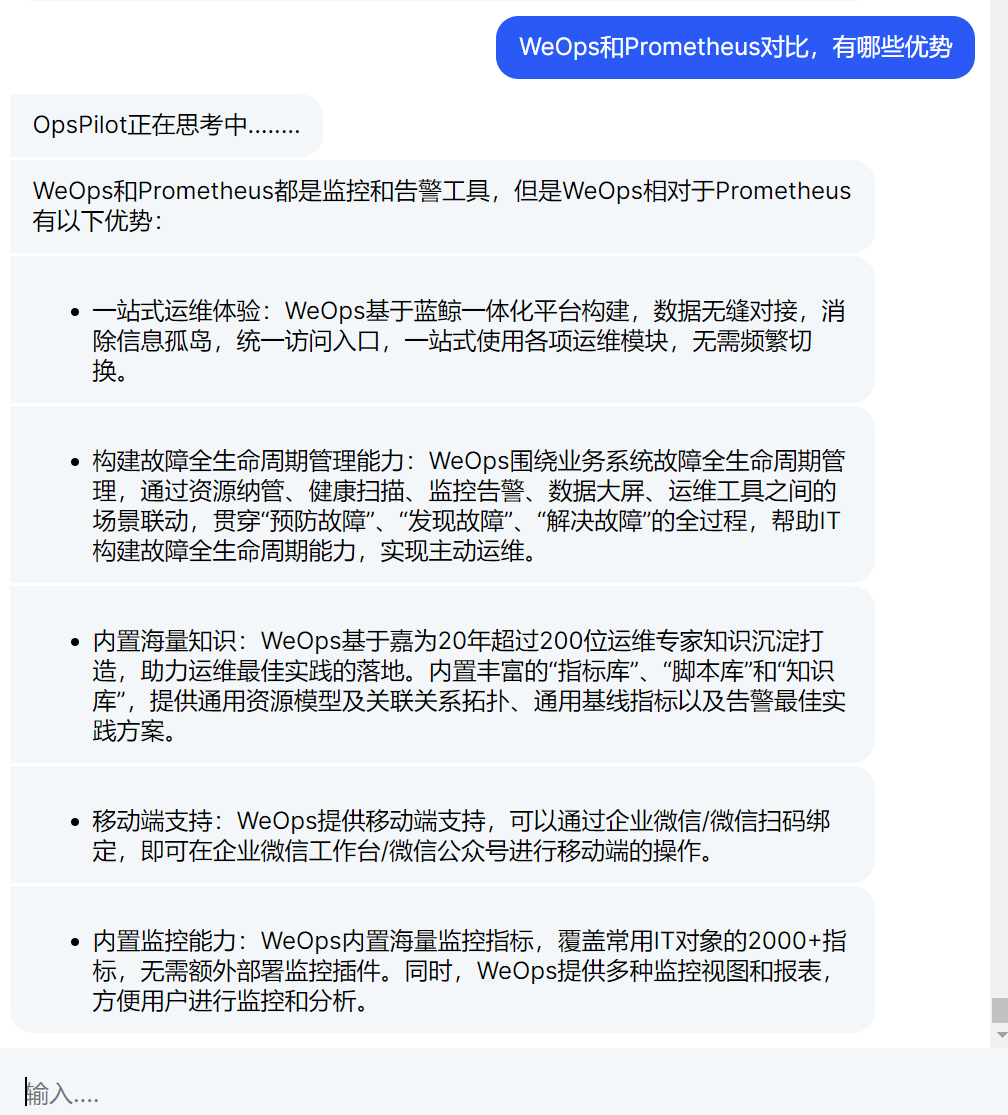 WeOps和Prometheus对比，有哪些优势
OpsPilot正在思考中........
WeOps和Prometheus都是监控和告警工具，但是WeOps相对于Prometheus
有以下优势：
• 一站式运维体验：WeOps基于蓝鲸一体化平台构建，数据无缝对接，消
除信息孤岛，统一访问入口，一站式使用各项运维模块，无需频繁切
换。
• 构建故障全生命周期管理能力：WeOps围绕业务系统故障全生命周期管
理，通过资源纳管、健康扫描、监控告警、数据大屏、运维工具之间的
场景联动，贯穿“预防故障”、“发现故障”、“解决故障”的全过程，帮助IT
构建故障全生命周期能力，实现主动运维。
• 内置海量知识：WeOps基于嘉为20年超过200位运维专家知识沉淀打
造，助力运维最佳实践的落地。内置丰富的“指标库”、“脚本库”和“知识
库”，提供通用资源模型及关联关系拓扑、通用基线指标以及告警最佳实
践方案。
• 移动端支持：WeOps提供移动端支持，可以通过企业微信/微信扫码绑
定，即可在企业微信工作台/微信公众号进行移动端的操作。
• 内置监控能力：WeOps内置海量监控指标，覆盖常用IT对象的2000+指
标，无需额外部署监控插件。同时，WeOps提供多种监控视图和报表，
方便用户进行监控和分析。
输入....